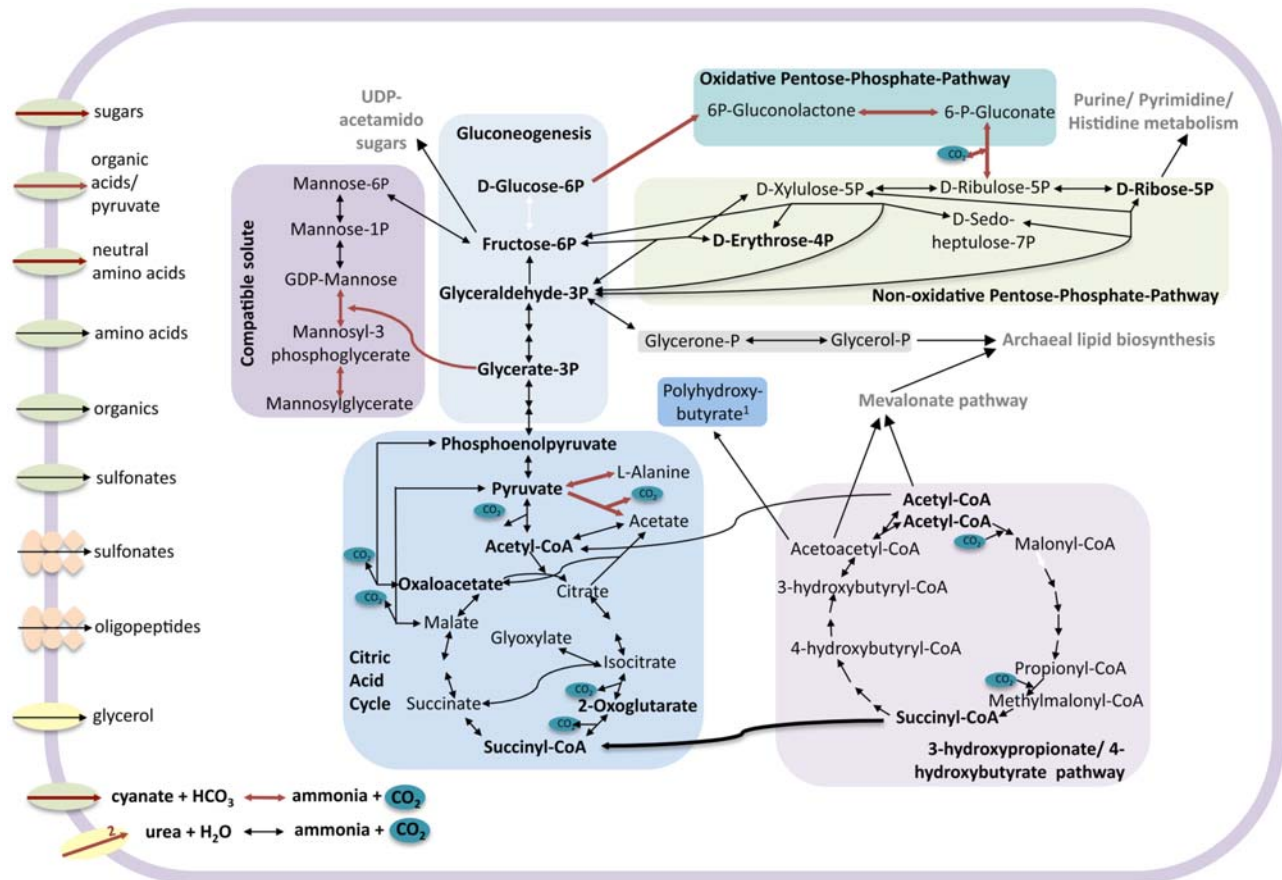 sugars
organic
acids/
pyruvate
neutral
amino acids
amino acids
organics
sulfonates
sulfonates
oligopeptides
glycerol
cyanate + HCO3
ammonia +
CO2
2
urea + H2O
ammonia +
CO2
UDP-
acetamido
sugars
Compatible solute
Mannose-6P
Mannose-1P
GDP-Mannose
Mannosyl-3
phosphoglycerate
Mannosylglycerate
Gluconeogenesis
D-Glucose-6P
Fructose-6P
Glyceraldehyde-3P
Glycerate-3P
Oxidative Pentose-Phosphate-Pathway
6P-Gluconolactone
6-P-Gluconate
CO2
Purine/ Pyrimidine/
Histidine metabolism
D-Xylulose-5P
D-Ribulose-5P
D-Ribose-5P
D-Erythrose-4P
D-Sedo-
heptulose-7P
Non-oxidative Pentose-Phosphate-Pathway
Glycerone-P
Glycerol-P
Archaeal lipid biosynthesis
Polyhydroxy-
butyrate1
Mevalonate pathway
Phosphoenolpyruvate
Pyruvate
L-Alanine
CO2
CO2
Acetate
Acetyl-CoA
CO2
Oxaloacetate
Citrate
CO2
Malate
Glyoxylate
Isocitrate
Citric
Acid
Cycle
CO2
Succinate
2-Oxoglutarate
CO2
Succinyl-CoA
Acetyl-CoA
Acetyl-CoA
CO2
Malonyl-CoA
Acetoacetyl-CoA
3-hydroxybutyryl-CoA
4-hydroxybutyryl-CoA
Propionyl-CoA
CO2
Methylmalonyl-CoA
Succinyl-CoA
3-hydroxypropionate/ 4-
hydroxybutyrate pathway